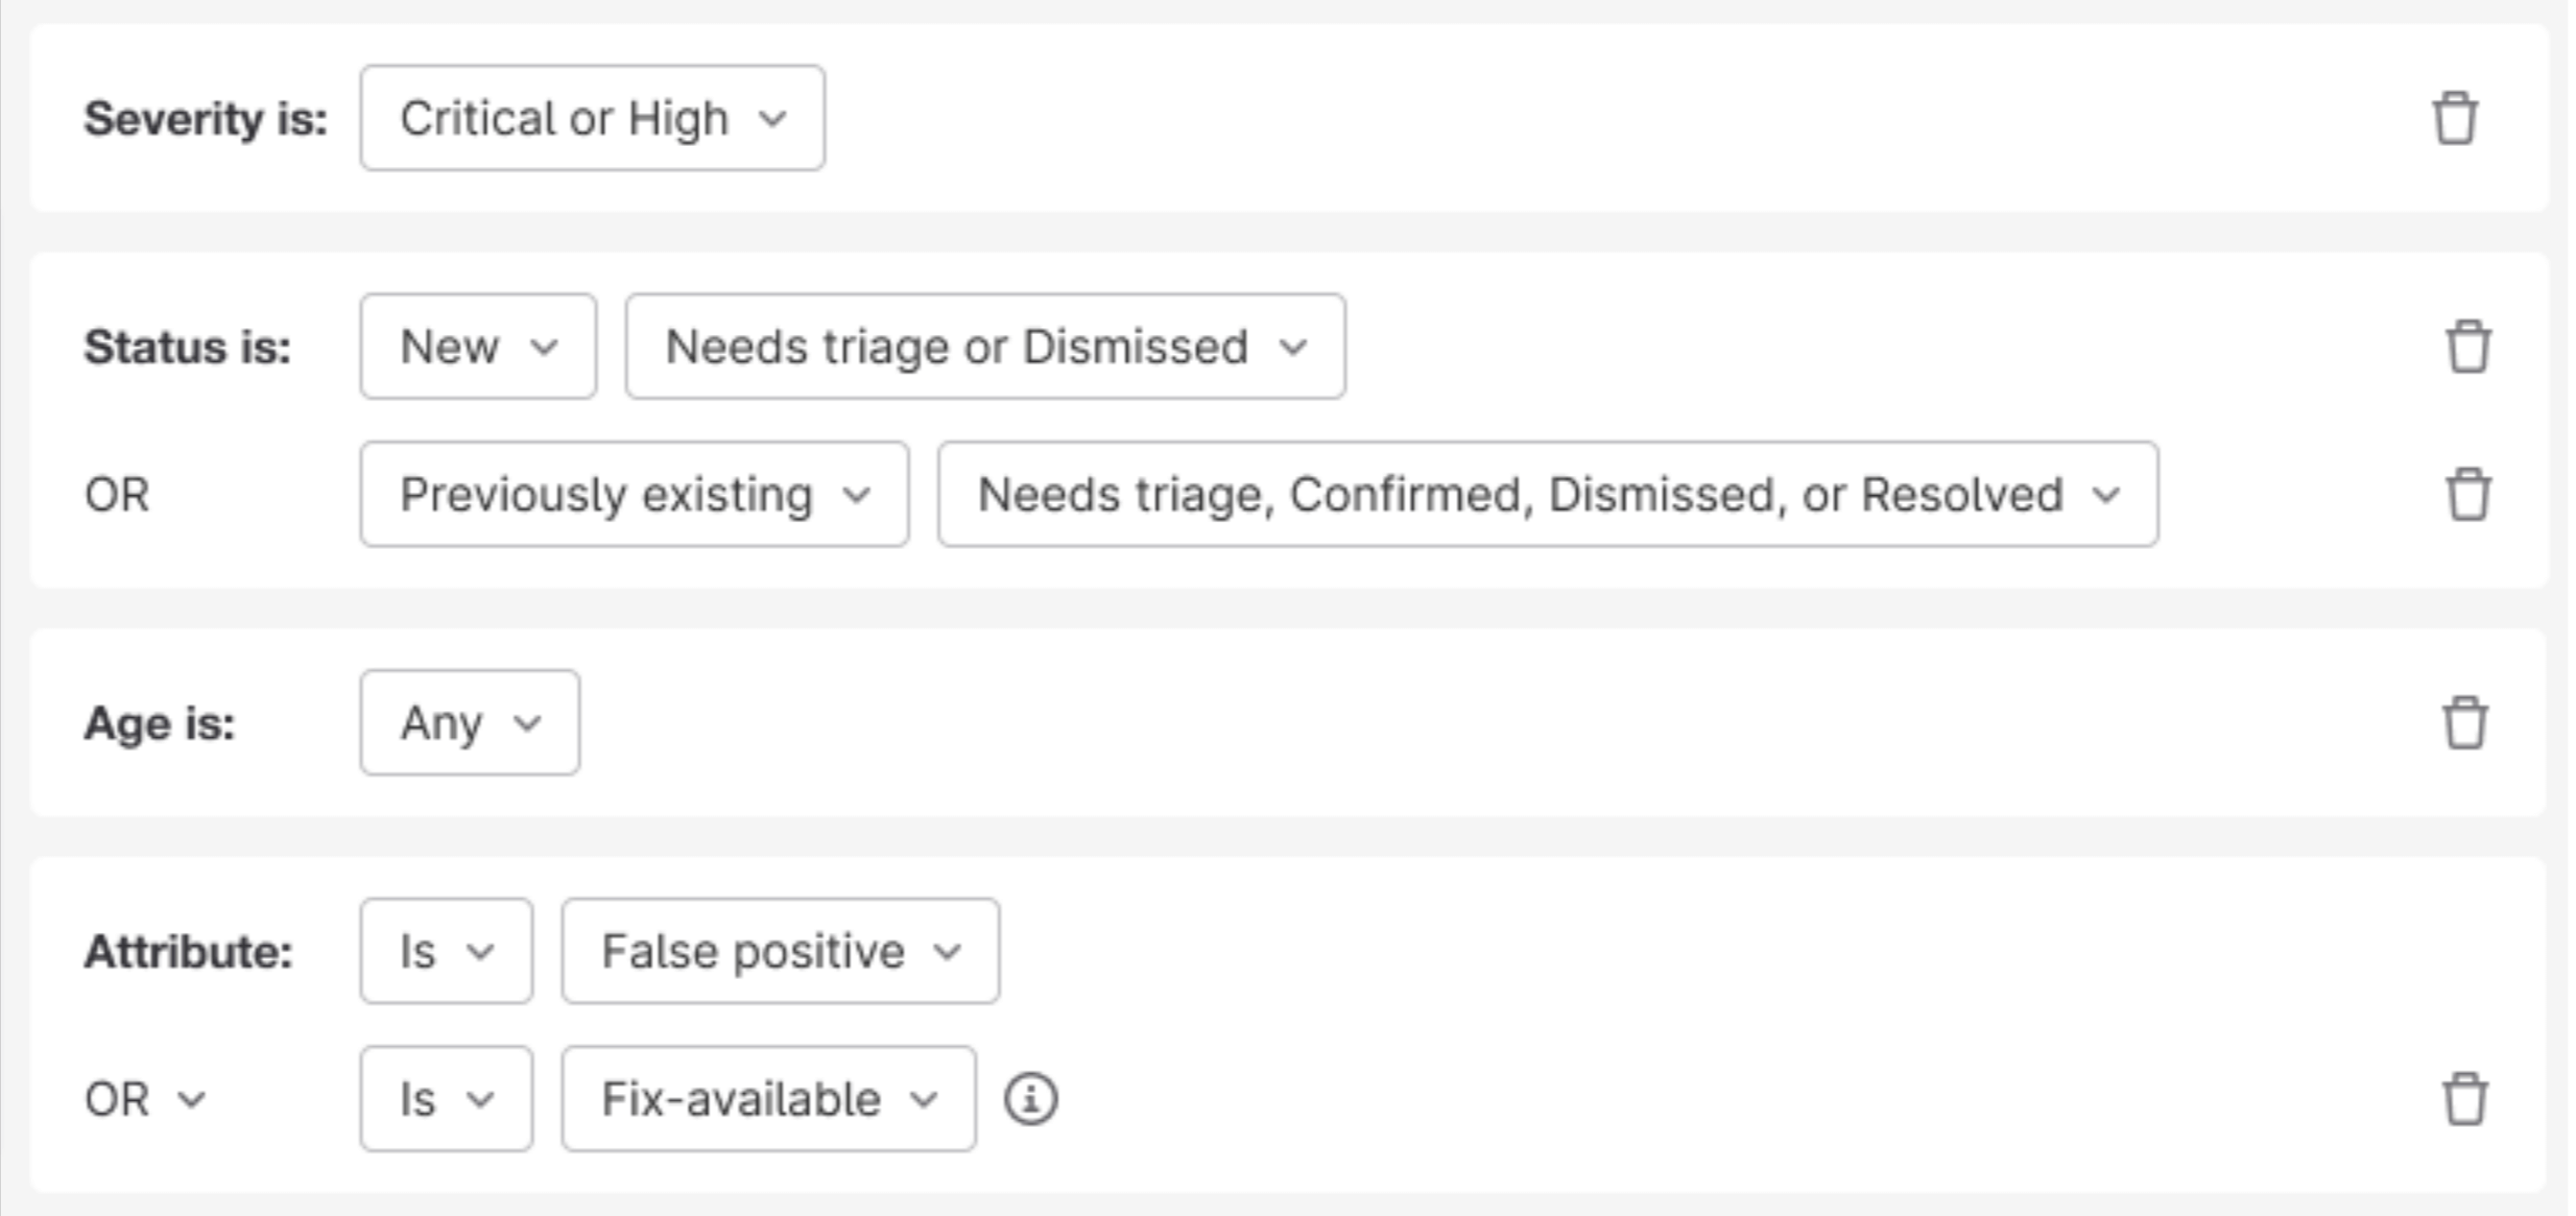 Severity is: Critical or High
Status is: New Needs triage or Dismissed
OR Previously existing Needs triage, Confirmed, Dismissed, or Resolved
Age is: Any
Attribute: Is False positive
OR Is Fix-available